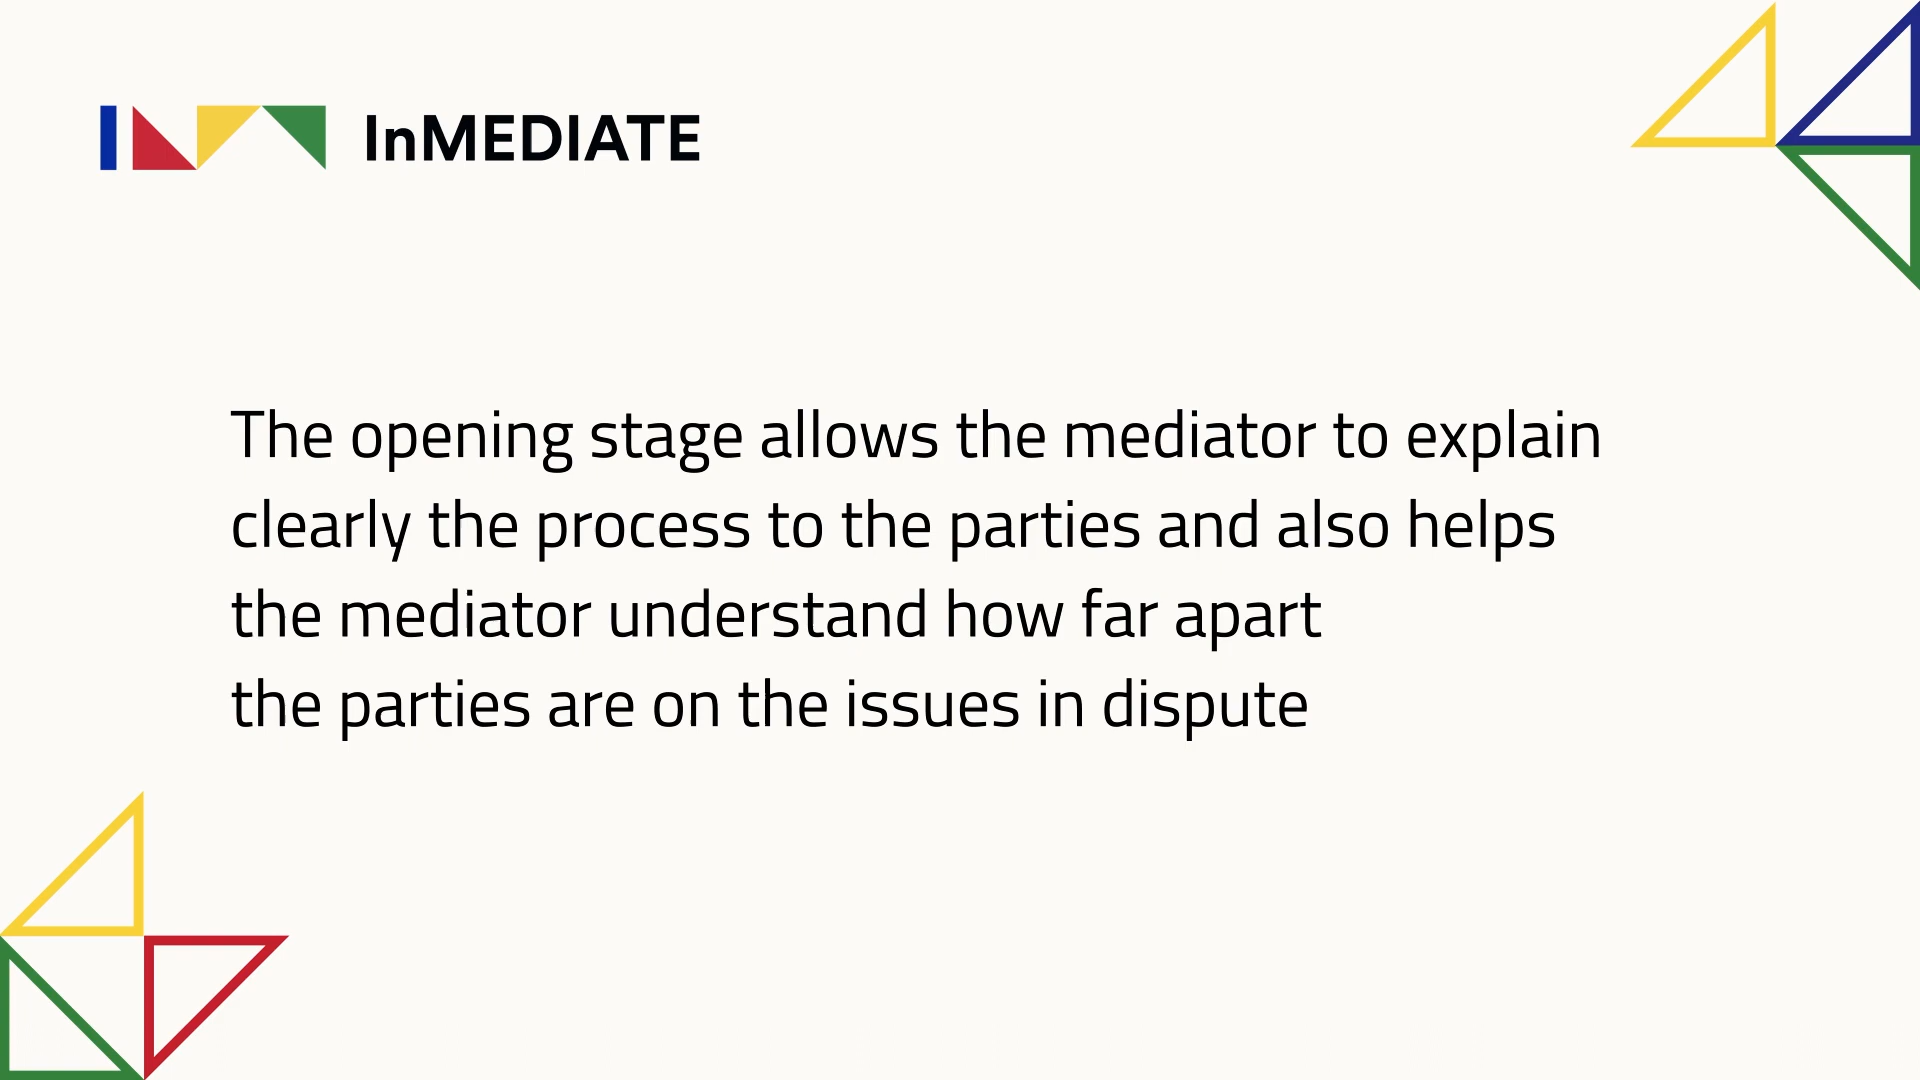 InMEDIATE
The opening stage allows the mediator to explain
clearly the process to the parties and also helps
the mediator understand how far apart
the parties are on the issues in dispute